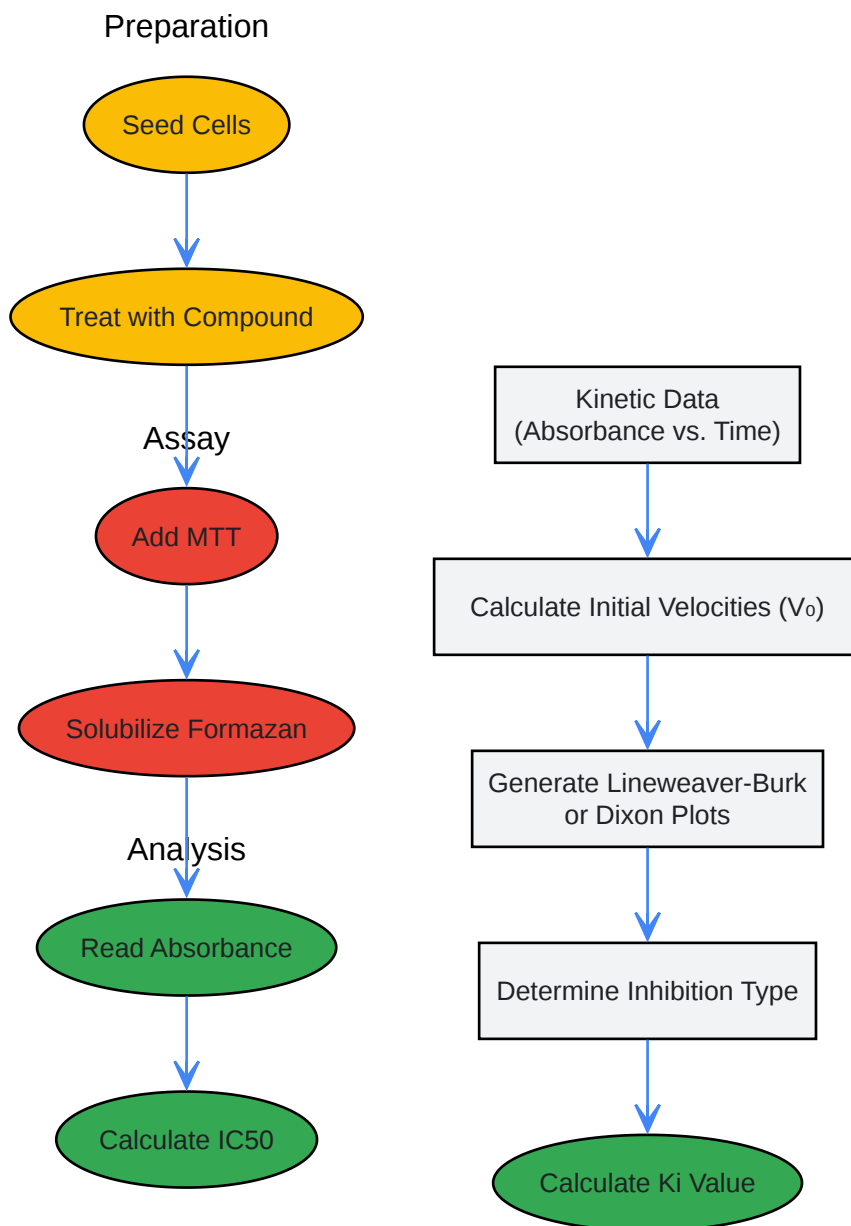 Preparation
Seed Cells
Treat with Compound
Assay
Add MTT
Solubilize Formazan
Analysis
Read Absorbance
Calculate IC50
Kinetic Data
(Absorbance vs. Time)
Calculate Initial Velocities (V₀)
Generate Lineweaver-Burk
or Dixon Plots
Determine Inhibition Type
Calculate Ki Value